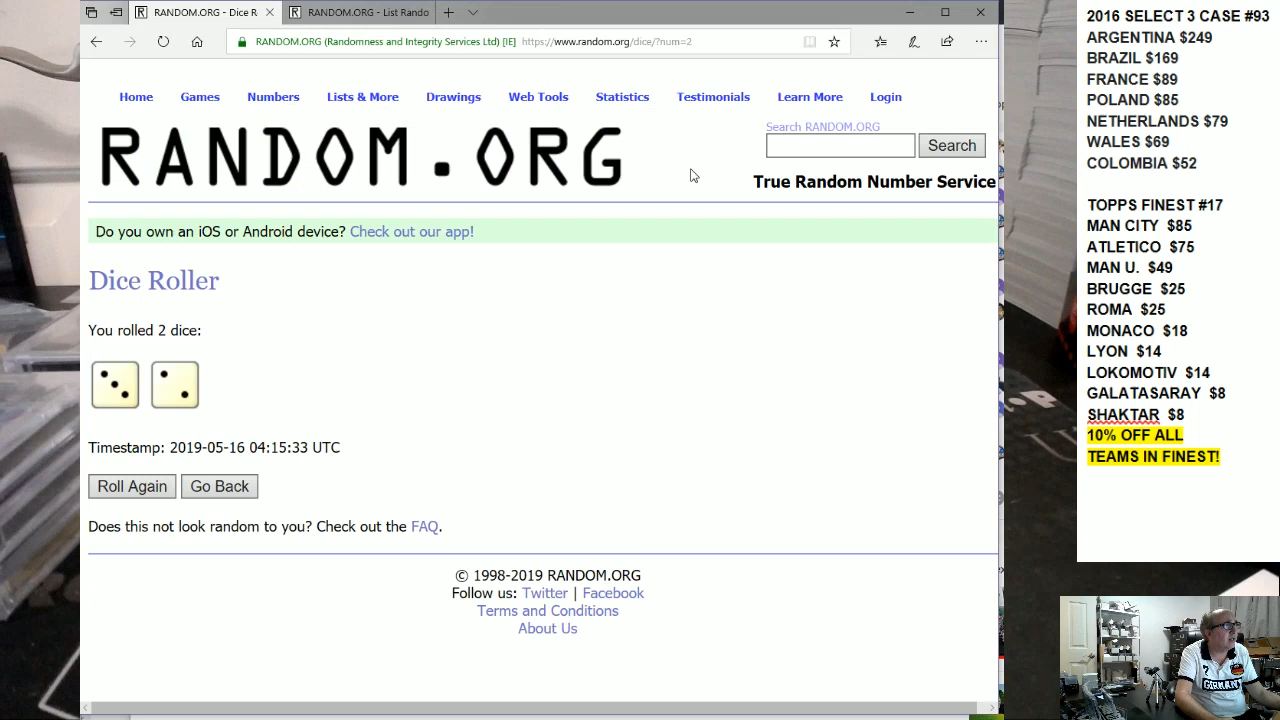 RANDOM.ORG - Dice R
RANDOM.ORG - List Rando
RANDOM.ORG (Randomness and Integrity Services Ltd) [IE] https://www.random.org/dice/?num=2
Home Games Numbers Lists & More Drawings Web Tools Statistics Testimonials Learn More Login
RANDOM.ORG
Search RANDOM.ORG
Search
True Random Number Service
Do you own an iOS or Android device? Check out our app!
Dice Roller
You rolled 2 dice:
Timestamp: 2019-05-16 04:15:33 UTC
Roll Again Go Back
Does this not look random to you? Check out the FAQ.
© 1998-2019 RANDOM.ORG
Follow us: Twitter | Facebook
Terms and Conditions
About Us
2016 SELECT 3 CASE #93
ARGENTINA $249
BRAZIL $169
FRANCE $89
POLAND $85
NETHERLANDS $79
WALES $69
COLOMBIA $52
TOPPS FINEST #17
MAN CITY $85
ATLETICO $75
MAN U. $49
BRUGGE $25
ROMA $25
MONACO $18
LYON $14
LOKOMOTIV $14
GALATASARAY $8
SHAKTAR $8
10% OFF ALL
TEAMS IN FINEST!
GERMANY